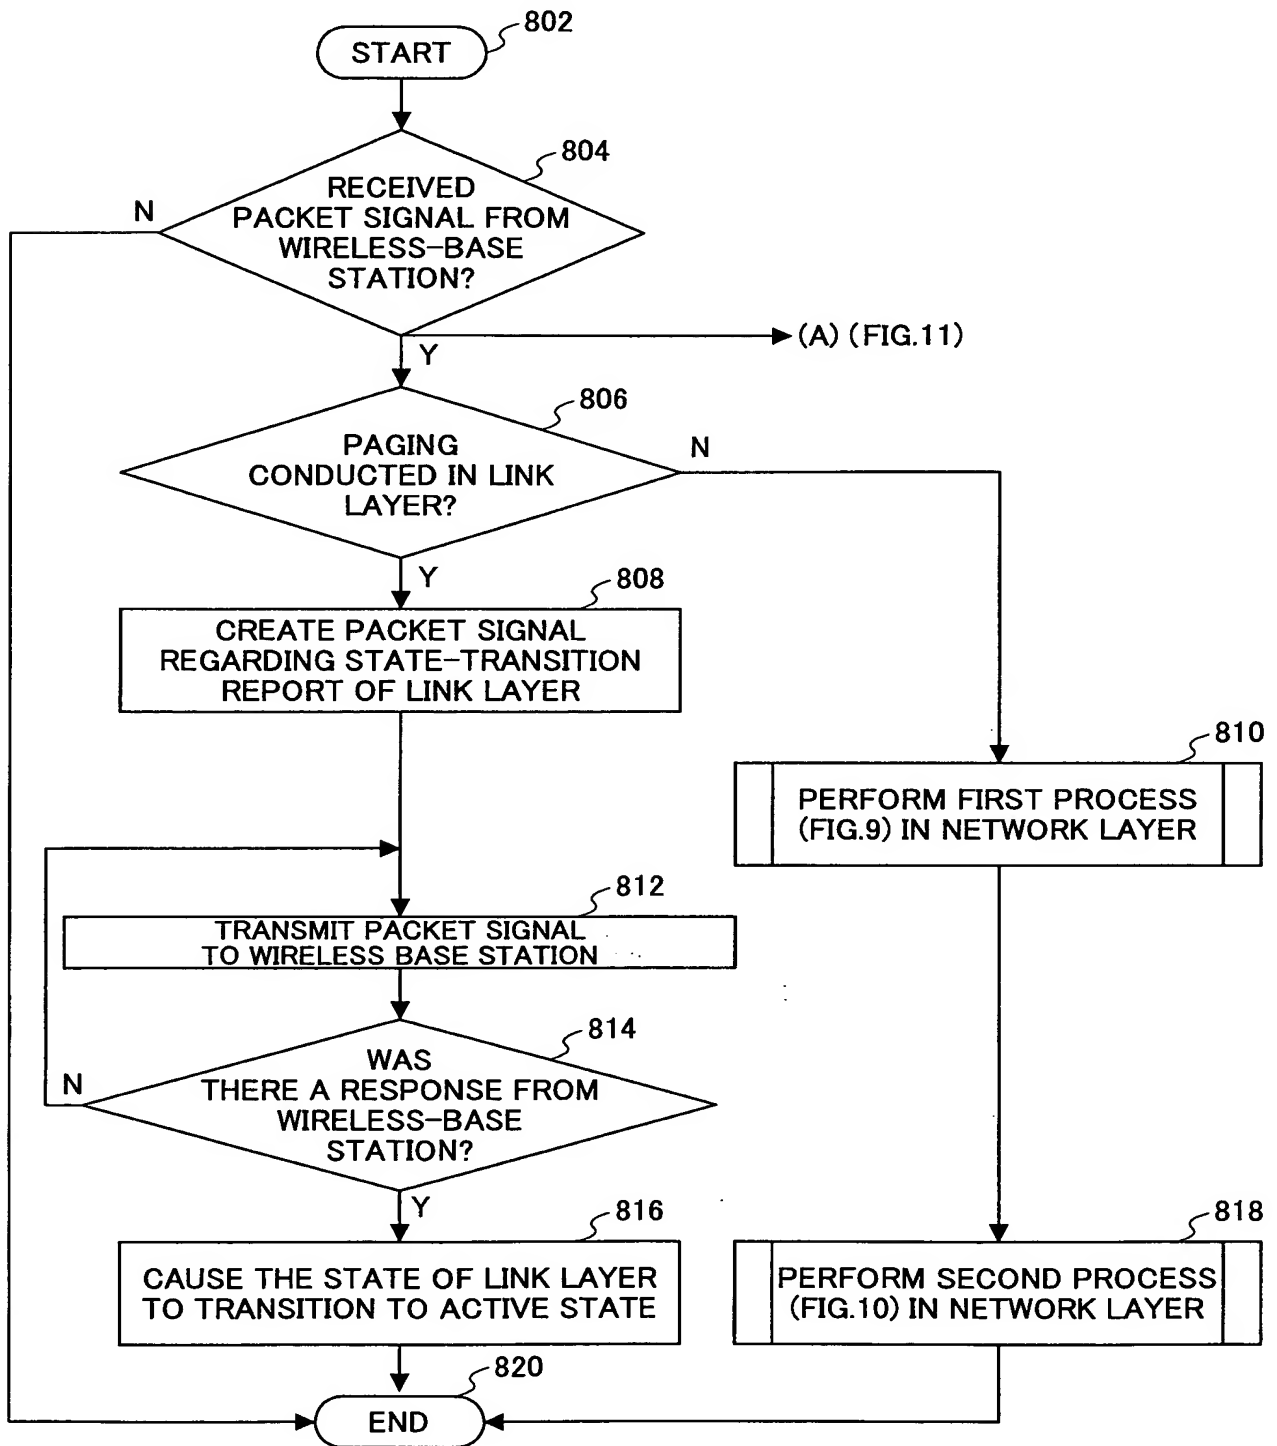 802
START
804
RECEIVED
PACKET SIGNAL FROM
WIRELESS-BASE
STATION?
N
(A) (FIG.11)
Y
806
PAGING
CONDUCTED IN LINK
LAYER?
N
Y
808
CREATE PACKET SIGNAL
REGARDING STATE-TRANSITION
REPORT OF LINK LAYER
810
PERFORM FIRST PROCESS
(FIG.9) IN NETWORK LAYER
812
TRANSMIT PACKET SIGNAL
TO WIRELESS BASE STATION
814
WAS
THERE A RESPONSE FROM
WIRELESS-BASE
STATION?
N
Y
816
CAUSE THE STATE OF LINK LAYER
TO TRANSITION TO ACTIVE STATE
818
PERFORM SECOND PROCESS
(FIG.10) IN NETWORK LAYER
820
END